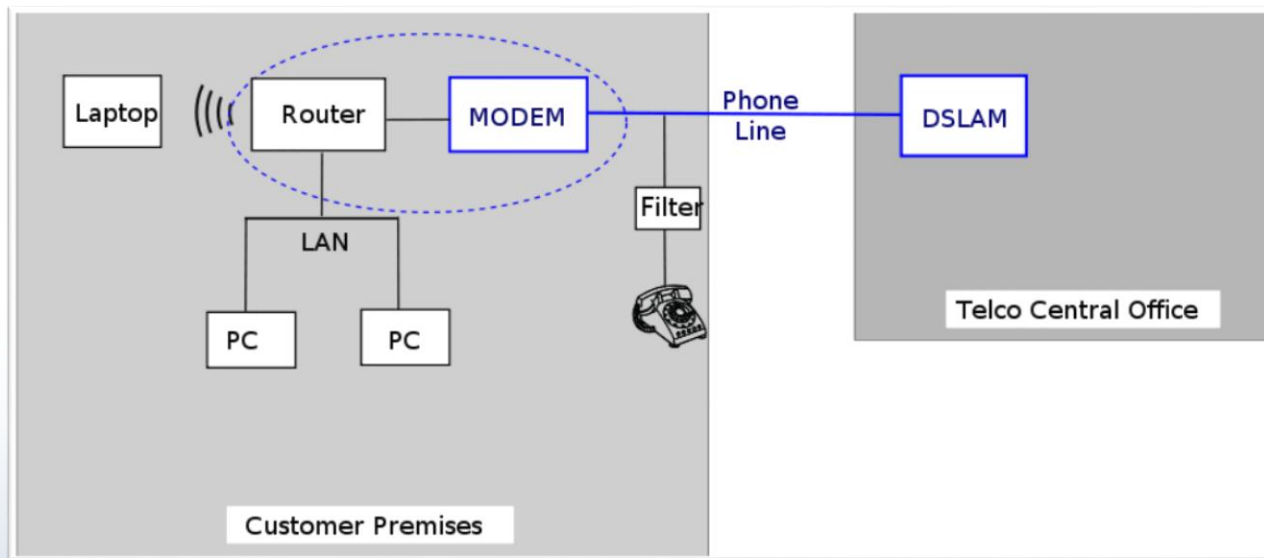 Laptop
Router
MODEM
Phone
Line
DSLAM
Filter
LAN
PC
PC
Telco Central Office
Customer Premises